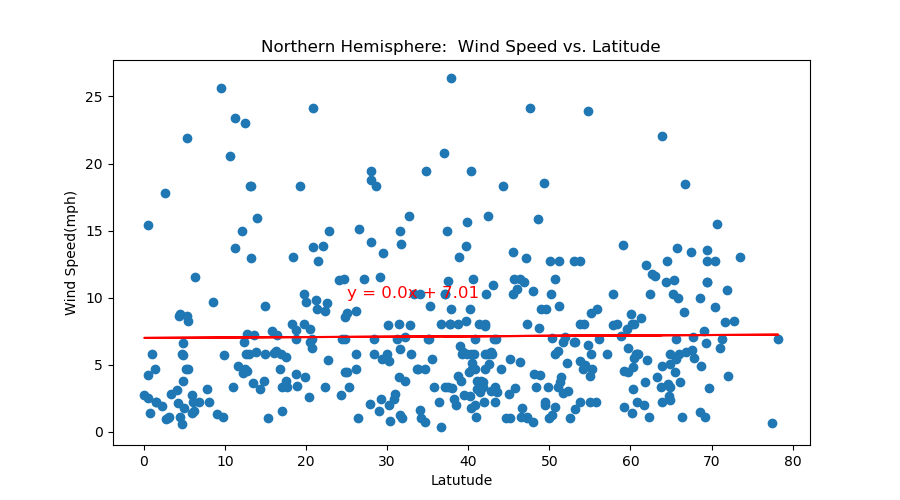 Northern Hemisphere:  Wind Speed vs. Latitude
Wind Speed(mph)
25
20
15
10
5
0
y = 0.0x + 7.01
0 10 20 30 40 50 60 70 80
Latutude